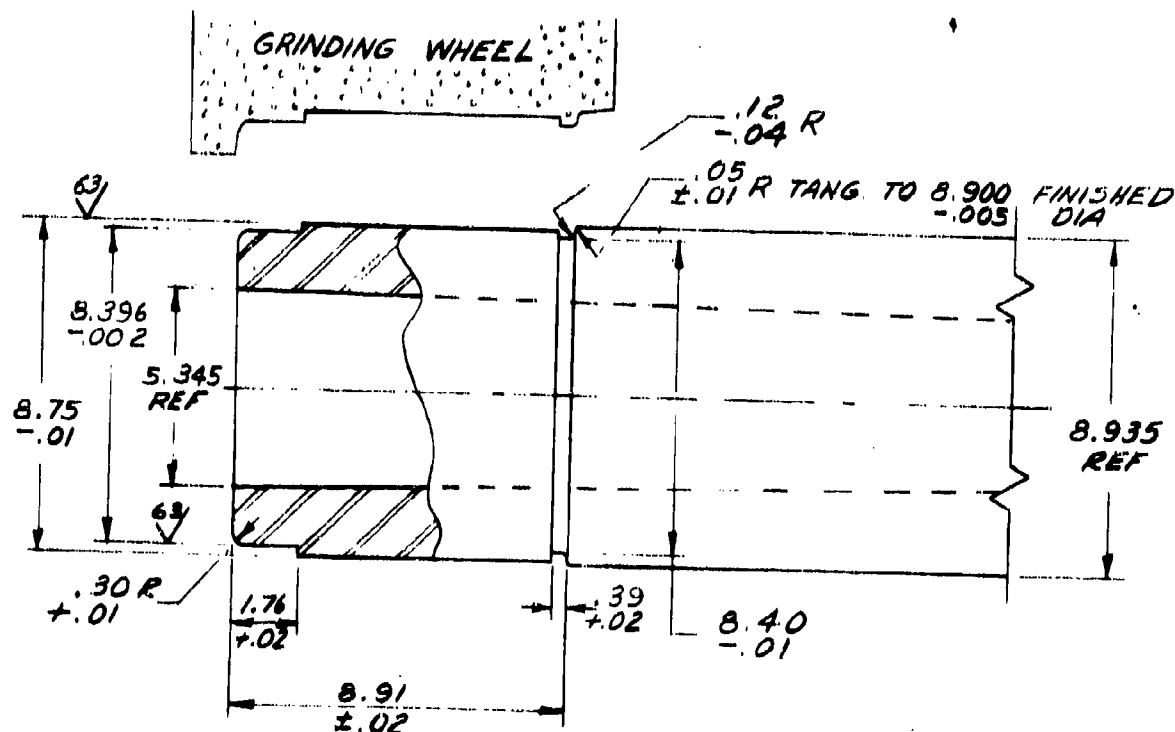 GRINDING WHEEL
.12
-.04 R
.05
±.01 R TANG. TO 8.900 FINISHED
-.005 DIA
63
8.396
-.002
5.345
REF
8.75
-.01
8.935
REF
63
.30 R
+.01
1.76
+.02
.39
+.02
8.40
-.01
8.91
±.02